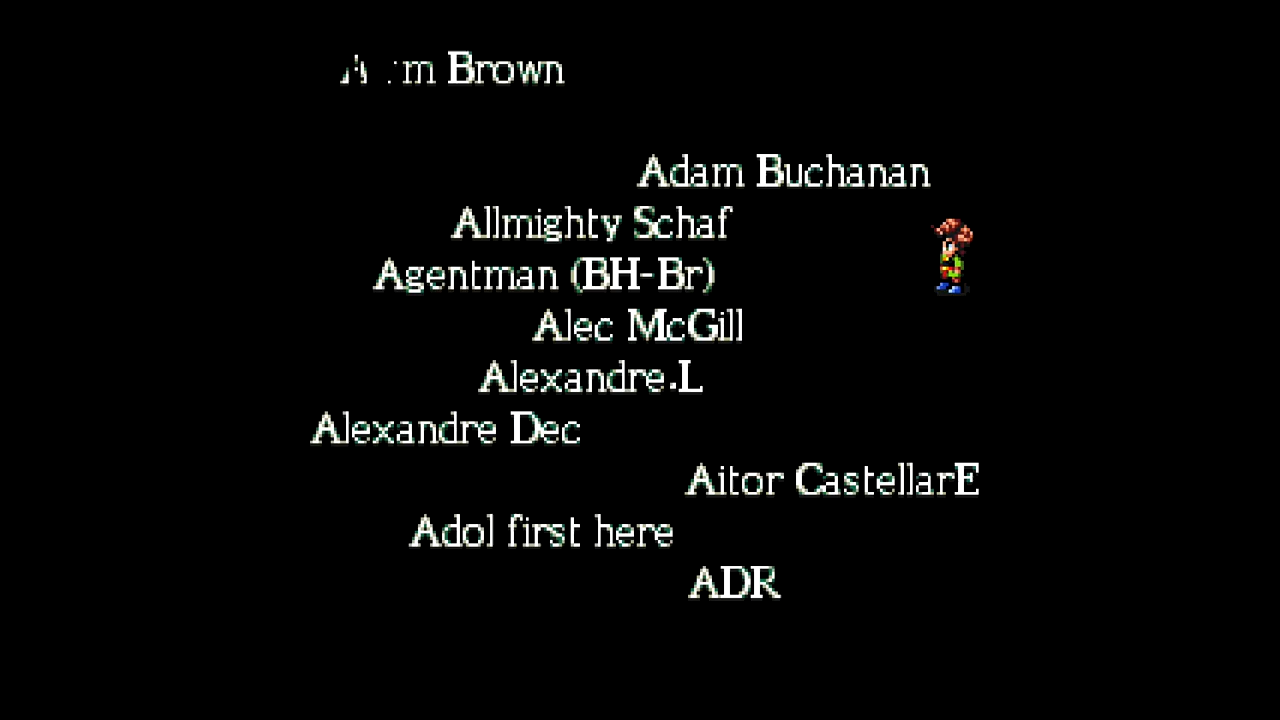 Brown
Adam Buchanan
Allmighty Schaf
Agentman (BH-Br)
Alec McGill
Alexandre.L
Alexandre Dec
Aitor CastellarE
Adol first here
ADR